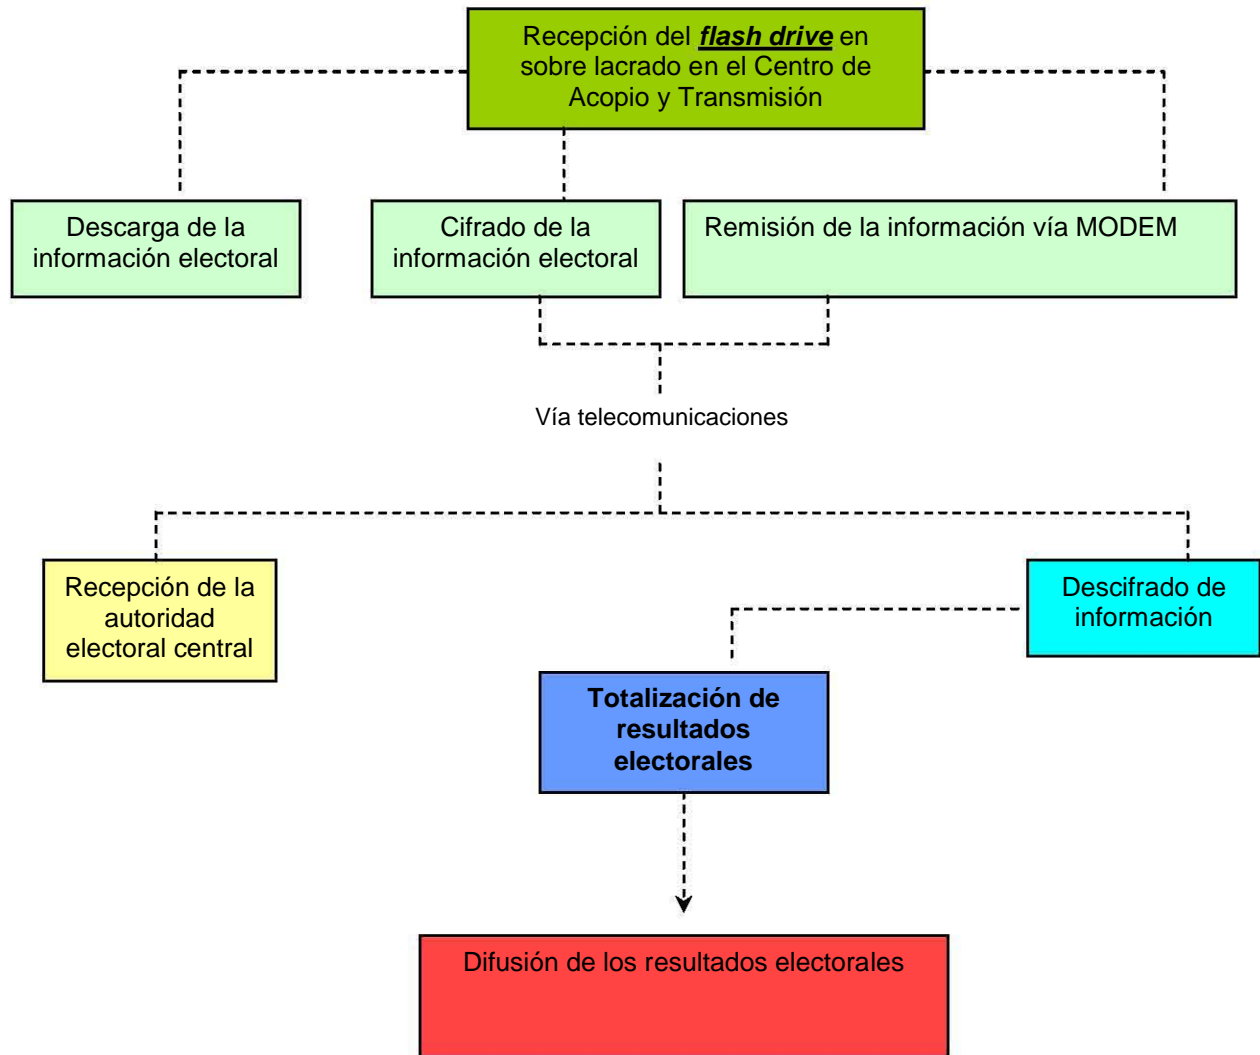 Recepción del flash drive en
sobre lacrado en el Centro de
Acopio y Transmisión
Descarga de la
información electoral
Cifrado de la
información electoral
Remisión de la información vía MODEM
Vía telecomunicaciones
Recepción de la
autoridad
electoral central
Descifrado de
información
Totalización de
resultados
electorales
Difusión de los resultados electorales